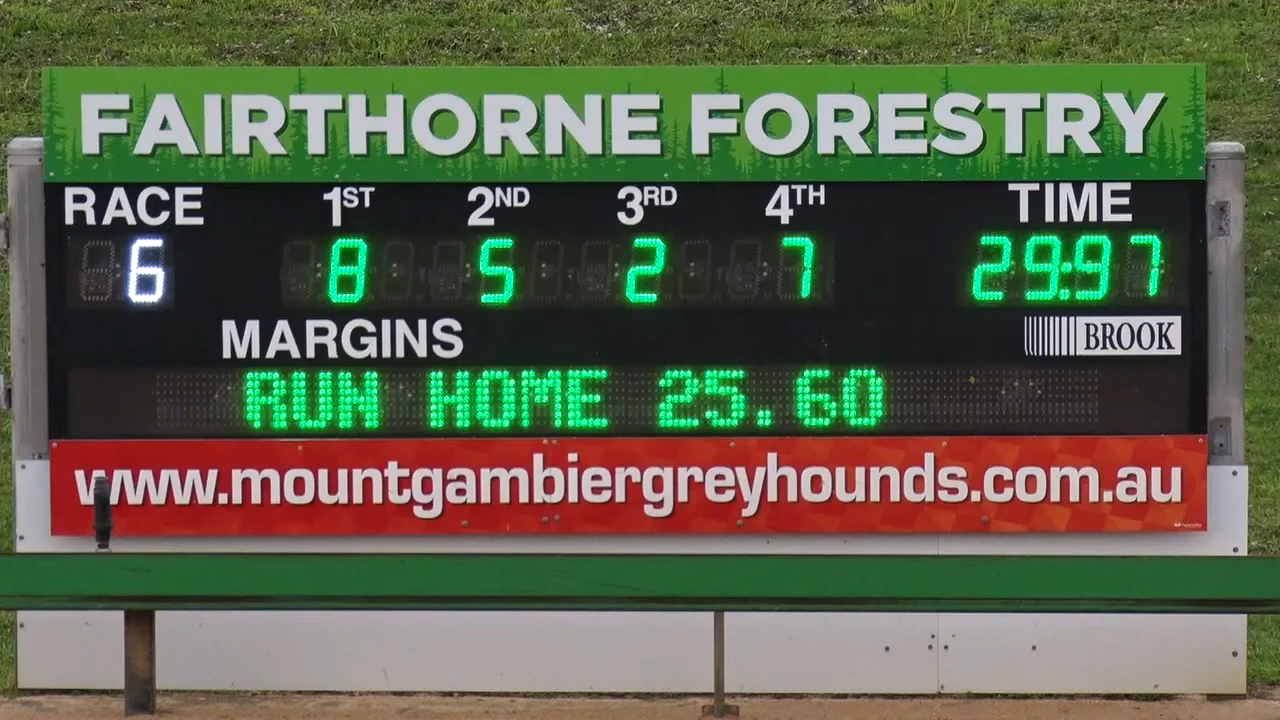 FAIRTHORNE FORESTRY
RACE 1ST 2ND 3RD 4TH TIME
6 8 5 2 7 29:97
MARGINS BROOK
RUN HOME 25.60
www.mountgambiergreyhounds.com.au